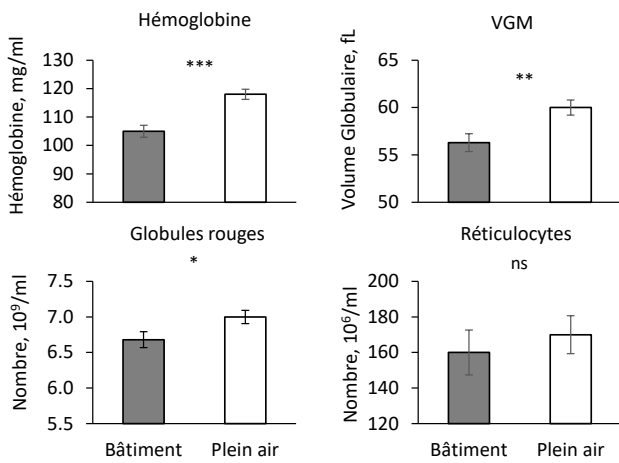 Hémoglobine
Hémoglobine, mg/ml
130
120
110
100
90
80
***
VGM
Volume Globulaire, fL
65
60
55
50
**
Globules rouges
Nombre, 10⁹/ml
7.5
7.0
6.5
6.0
5.5
*
Bâtiment Plein air
Réticulocytes
Nombre, 10⁶/ml
200
180
160
140
120
ns
Bâtiment Plein air